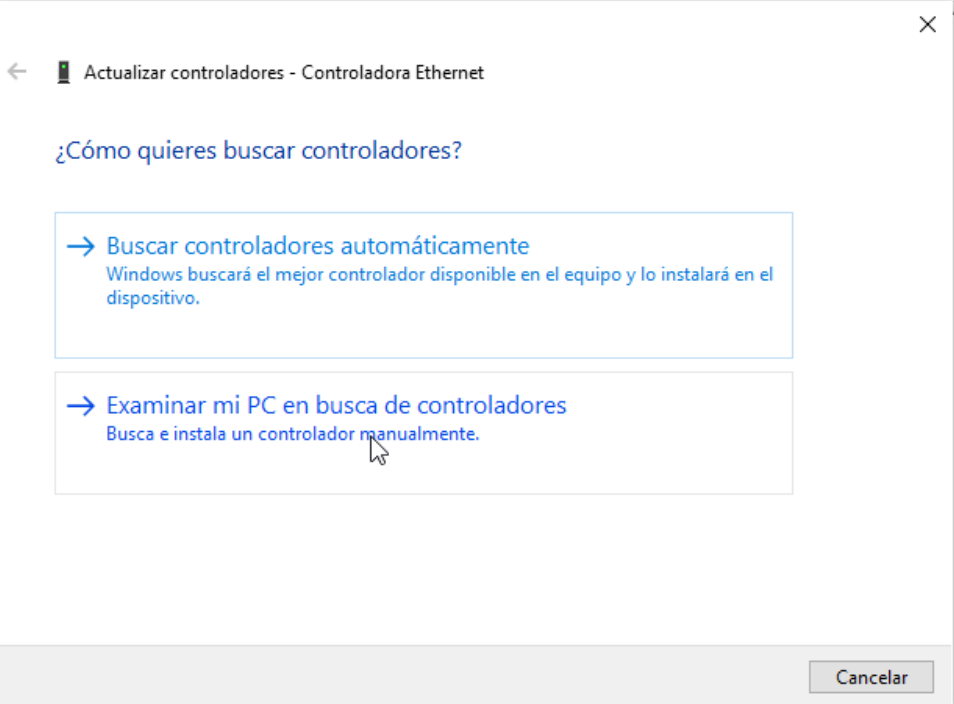 Actualizar controladores - Controladora Ethernet
¿Cómo quieres buscar controladores?
Buscar controladores automáticamente
Windows buscará el mejor controlador disponible en el equipo y lo instalará en el
dispositivo.
Examinar mi PC en busca de controladores
Busca e instala un controlador manualmente.
Cancelar